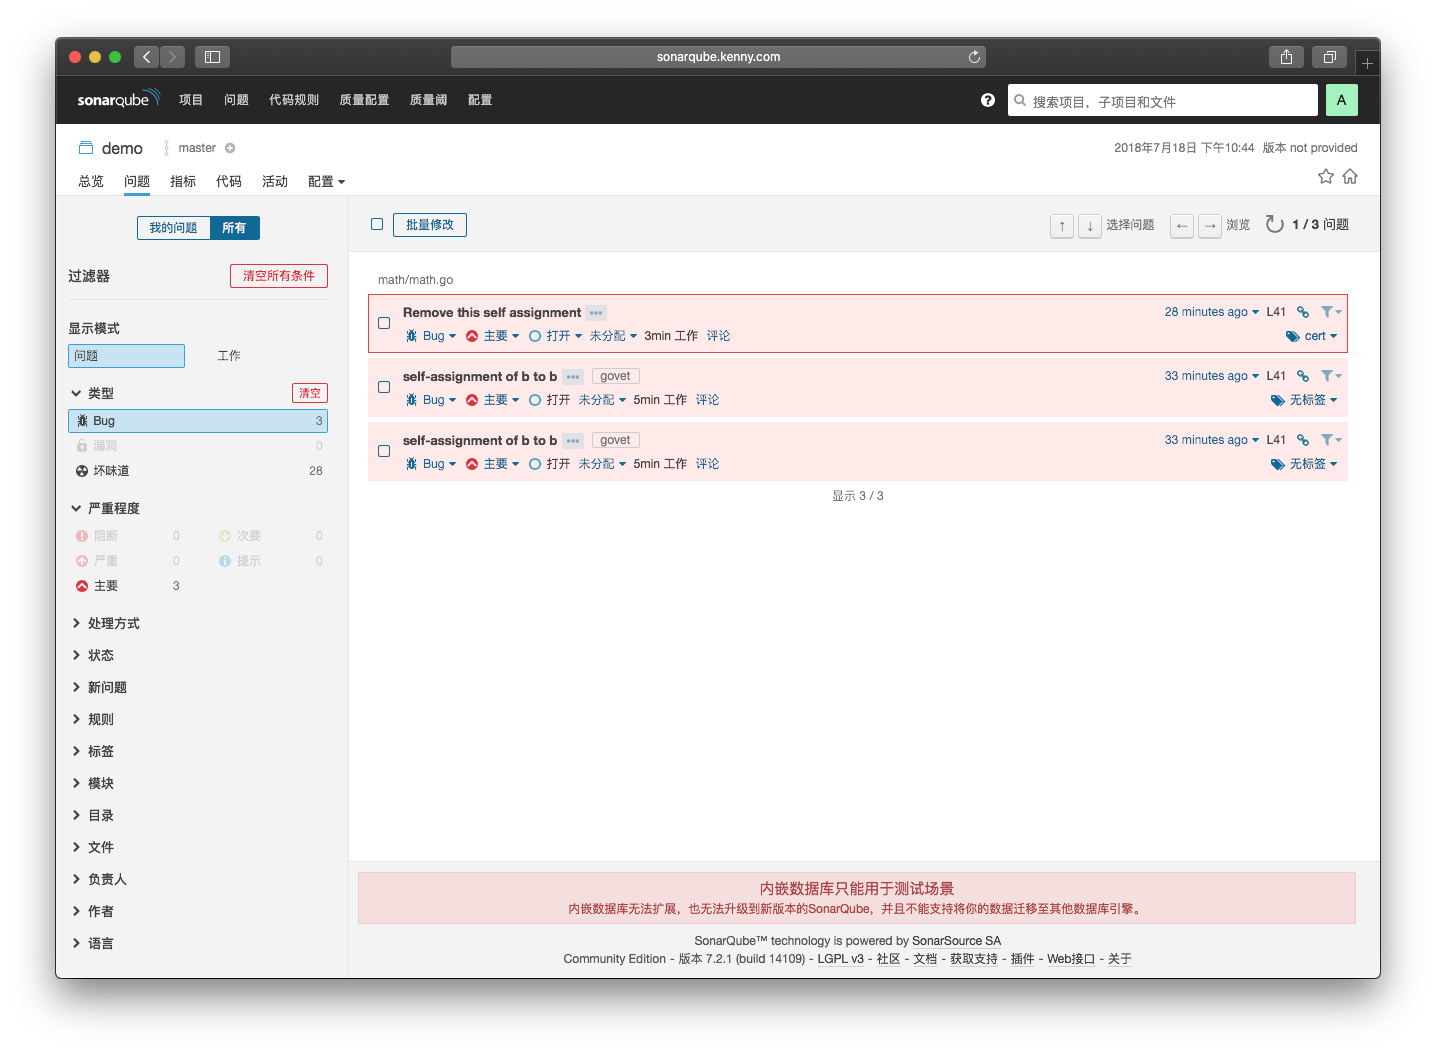 sonarqube.kenny.com
sonarqube 项目 问题 代码规则 质量配置 质量阈 配置 ? 搜索项目，子项目和文件 A
demo master 2018年7月18日 下午10:44 版本 not provided
总览 问题 指标 代码 活动 配置
我的问题 所有
过滤器 清空所有条件
显示模式
问题 工作
类型 清空
Bug 3
漏洞 0
坏味道 28
严重程度
阻断 0 次要 0
严重 0 提示 0
主要 3
处理方式
状态
新问题
规则
标签
模块
目录
文件
负责人
作者
语言
批量修改 ↑ ↓ 选择问题 ← → 浏览 1 / 3 问题
math/math.go
Remove this self assignment ••• 28 minutes ago L41
Bug 主要 打开 未分配 3min 工作 评论 cert
self-assignment of b to b ••• govet 33 minutes ago L41
Bug 主要 打开 未分配 5min 工作 评论 无标签
self-assignment of b to b ••• govet 33 minutes ago L41
Bug 主要 打开 未分配 5min 工作 评论 无标签
显示 3 / 3
内嵌数据库只能用于测试场景
内嵌数据库无法扩展，也无法升级到新版本的SonarQube，并且不能支持将你的数据迁移至其他数据库引擎。
SonarQube™ technology is powered by SonarSource SA
Community Edition - 版本 7.2.1 (build 14109) - LGPL v3 - 社区 - 文档 - 获取支持 - 插件 - Web接口 - 关于